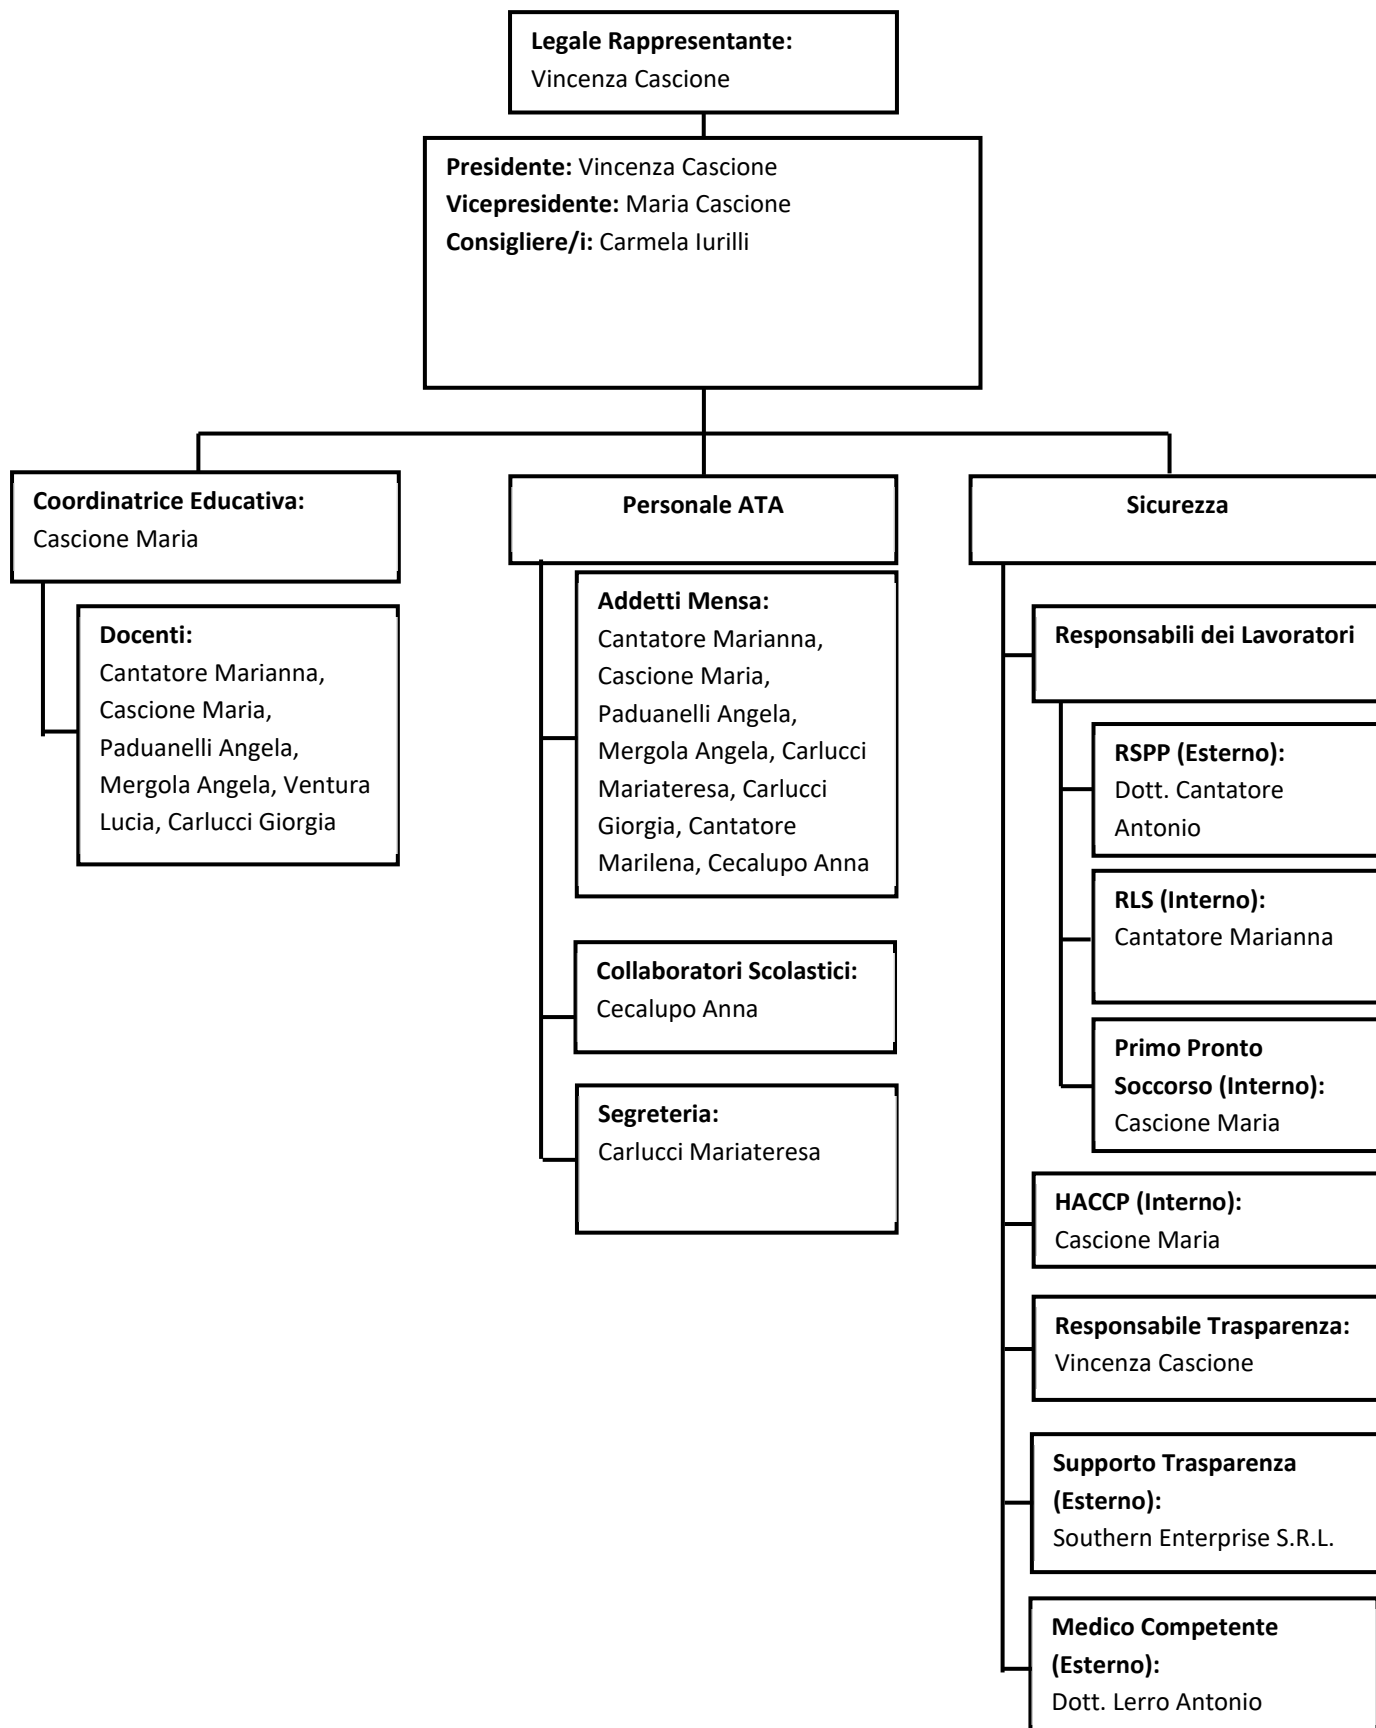 Legale Rappresentante:
Vincenza Cascione
Presidente: Vincenza Cascione
Vicepresidente: Maria Cascione
Consigliere/i: Carmela Iurilli
Coordinatrice Educativa:
Cascione Maria
Docenti:
Cantatore Marianna,
Cascione Maria,
Paduanelli Angela,
Mergola Angela, Ventura
Lucia, Carlucci Giorgia
Personale ATA
Addetti Mensa:
Cantatore Marianna,
Cascione Maria,
Paduanelli Angela,
Mergola Angela, Carlucci
Mariateresa, Carlucci
Giorgia, Cantatore
Marilena, Cecalupo Anna
Collaboratori Scolastici:
Cecalupo Anna
Segreteria:
Carlucci Mariateresa
Sicurezza
Responsabili dei Lavoratori
RSPP (Esterno):
Dott. Cantatore
Antonio
RLS (Interno):
Cantatore Marianna
Primo Pronto
Soccorso (Interno):
Cascione Maria
HACCP (Interno):
Cascione Maria
Responsabile Trasparenza:
Vincenza Cascione
Supporto Trasparenza
(Esterno):
Southern Enterprise S.R.L.
Medico Competente
(Esterno):
Dott. Lerro Antonio